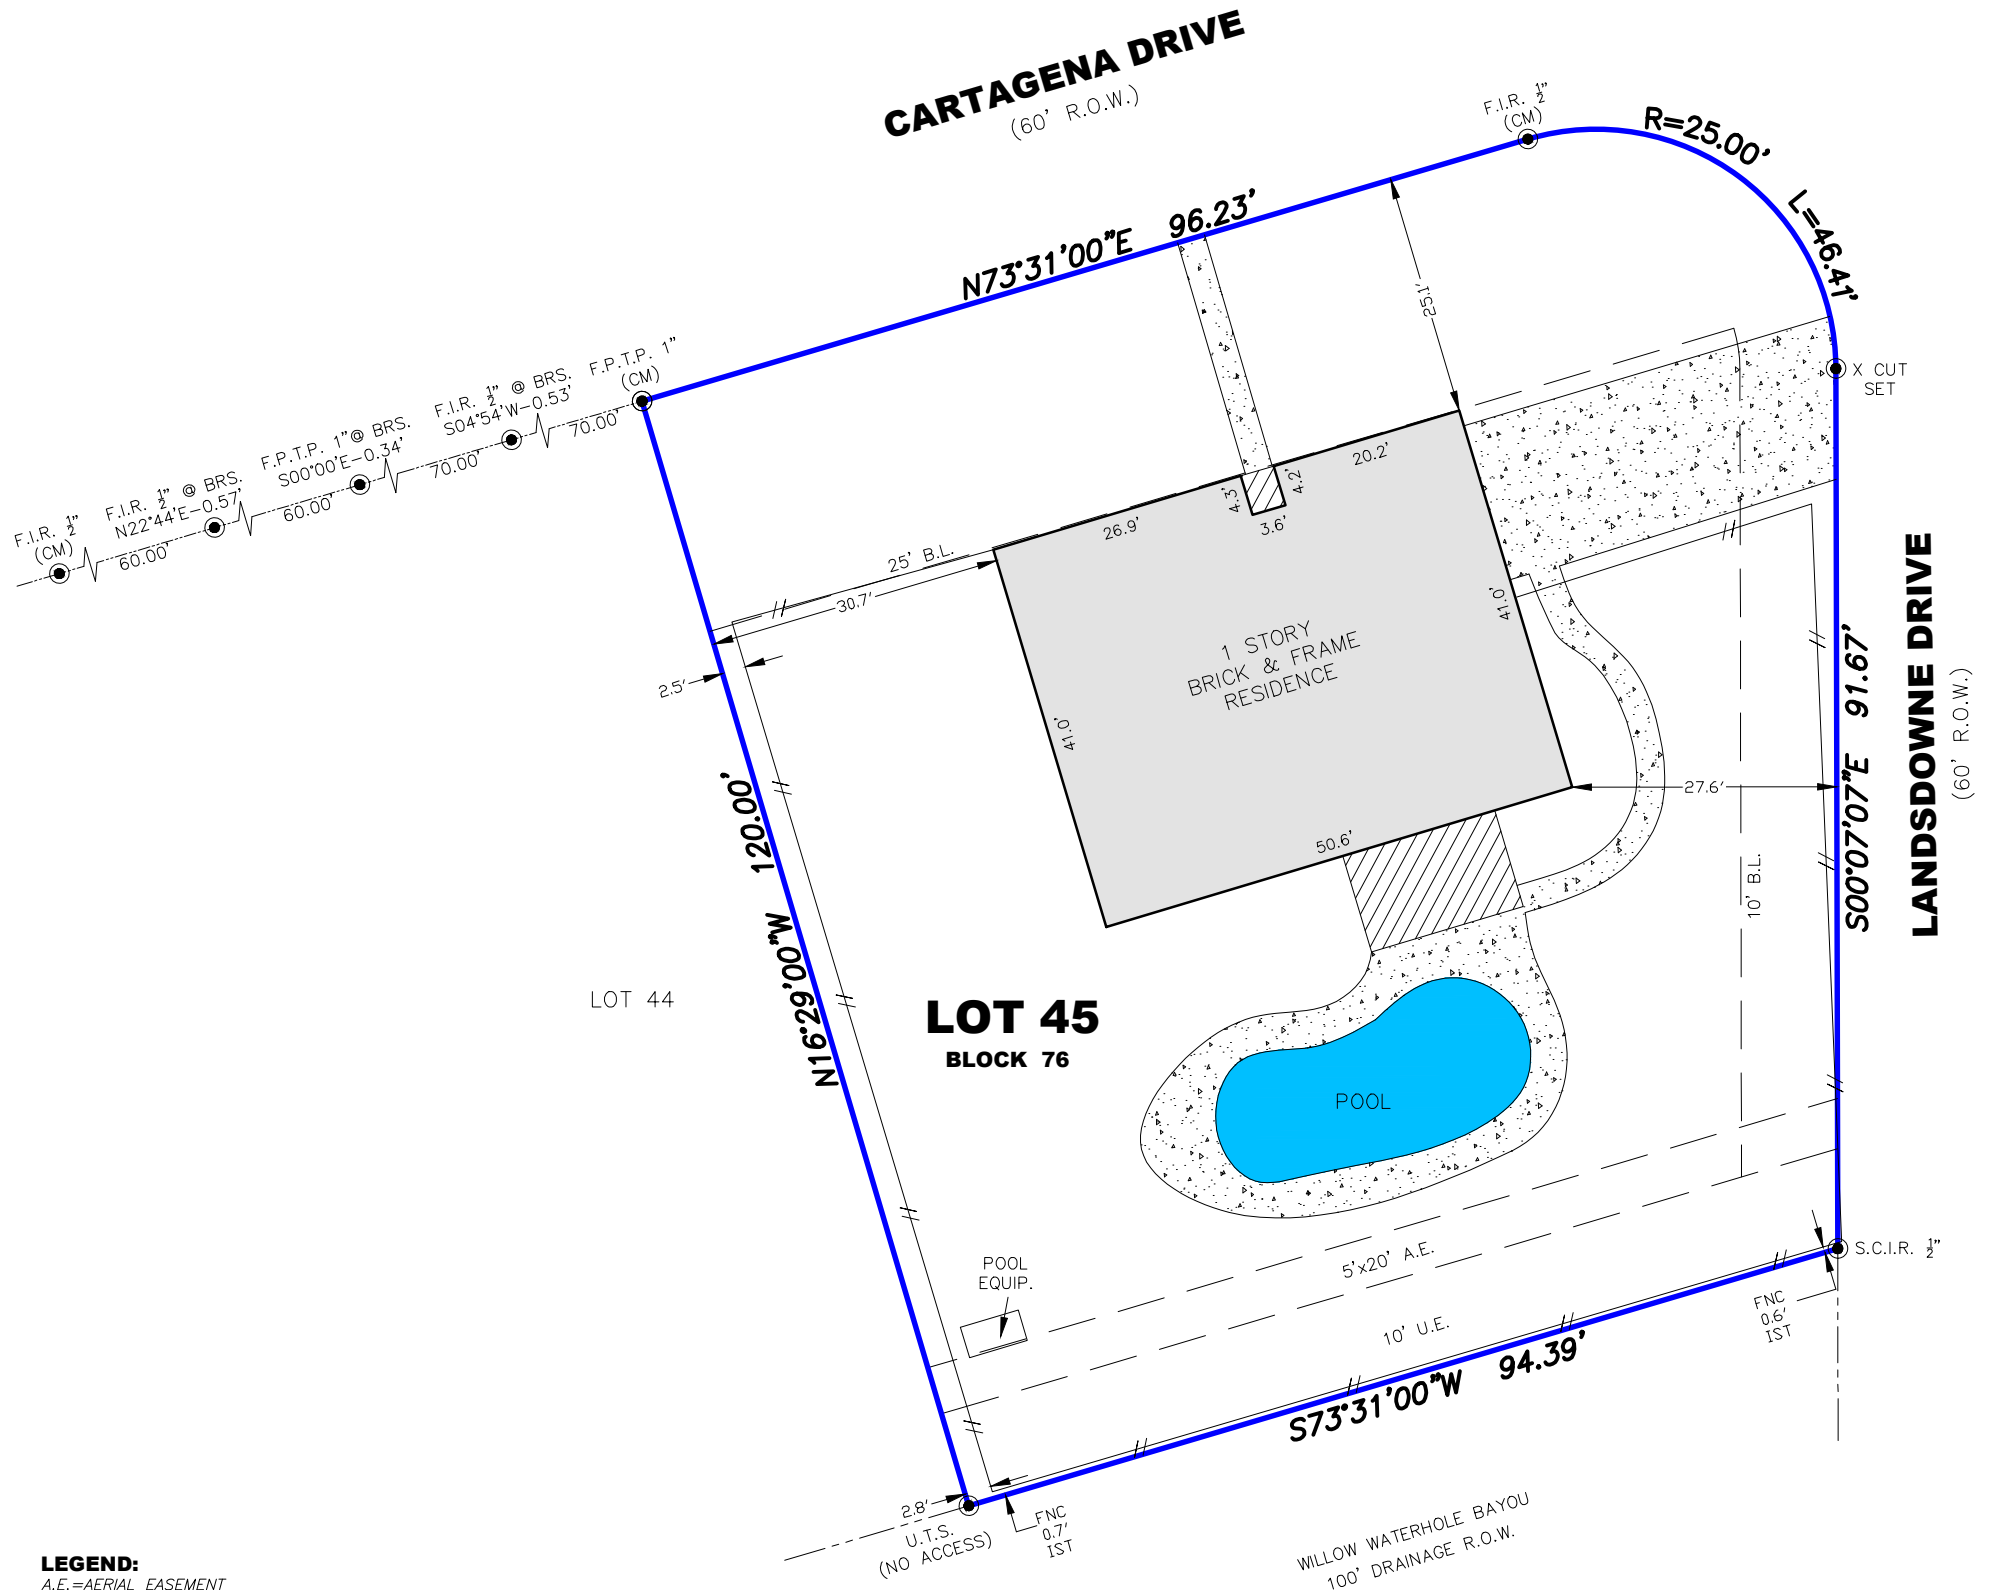 CARTAGENA DRIVE
(60' R.O.W.)
F.I.R. ½"
(CM)
R=25.00'
L=46.41'
N73°31'00"E 96.23'
25.1'
X CUT
SET
F.P.T.P. 1"
(CM)
F.I.R. ½" @ BRS.
S04°54'W-0.53'
70.00'
F.P.T.P. 1" @ BRS.
S00°00'E-0.34'
70.00'
F.I.R. ½" @ BRS.
N22°44'E-0.57'
60.00'
F.I.R. ½"
(CM)
60.00'
20.2'
4.2'
4.3'
3.6'
26.9'
25' B.L.
30.7'
2.5'
41.0'
1 STORY
BRICK & FRAME
RESIDENCE
41.0'
50.6'
27.6'
10' B.L.
S00°07'07"E 91.67'
LANDSDOWNE DRIVE
(60' R.O.W.)
N16°29'00"W 120.00'
LOT 44
LOT 45
BLOCK 76
POOL
POOL
EQUIP.
5'x20' A.E.
10' U.E.
S.C.I.R. ½"
FNC
0.6'
IST
S73°31'00"W 94.39'
2.8'
U.T.S.
(NO ACCESS)
FNC
0.7'
IST
WILLOW WATERHOLE BAYOU
100' DRAINAGE R.O.W.
LEGEND:
A.E.=AERIAL EASEMENT